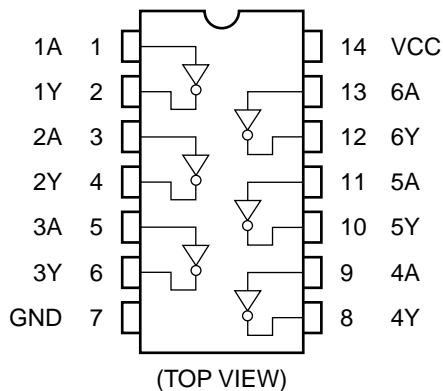 1A 1 14 VCC
1Y 2 13 6A
2A 3 12 6Y
2Y 4 11 5A
3A 5 10 5Y
3Y 6 9 4A
GND 7 8 4Y
(TOP VIEW)